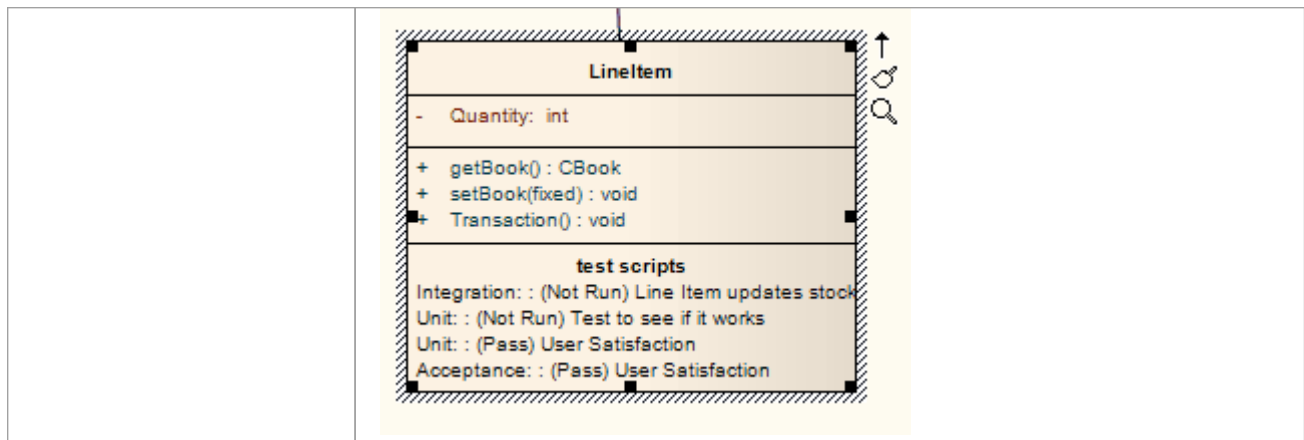 LineItem
- Quantity: int
+ getBook() : CBook
+ setBook(fixed) : void
+ Transaction() : void
test scripts
Integration: : (Not Run) Line Item updates stock
Unit: : (Not Run) Test to see if it works
Unit: : (Pass) User Satisfaction
Acceptance: : (Pass) User Satisfaction